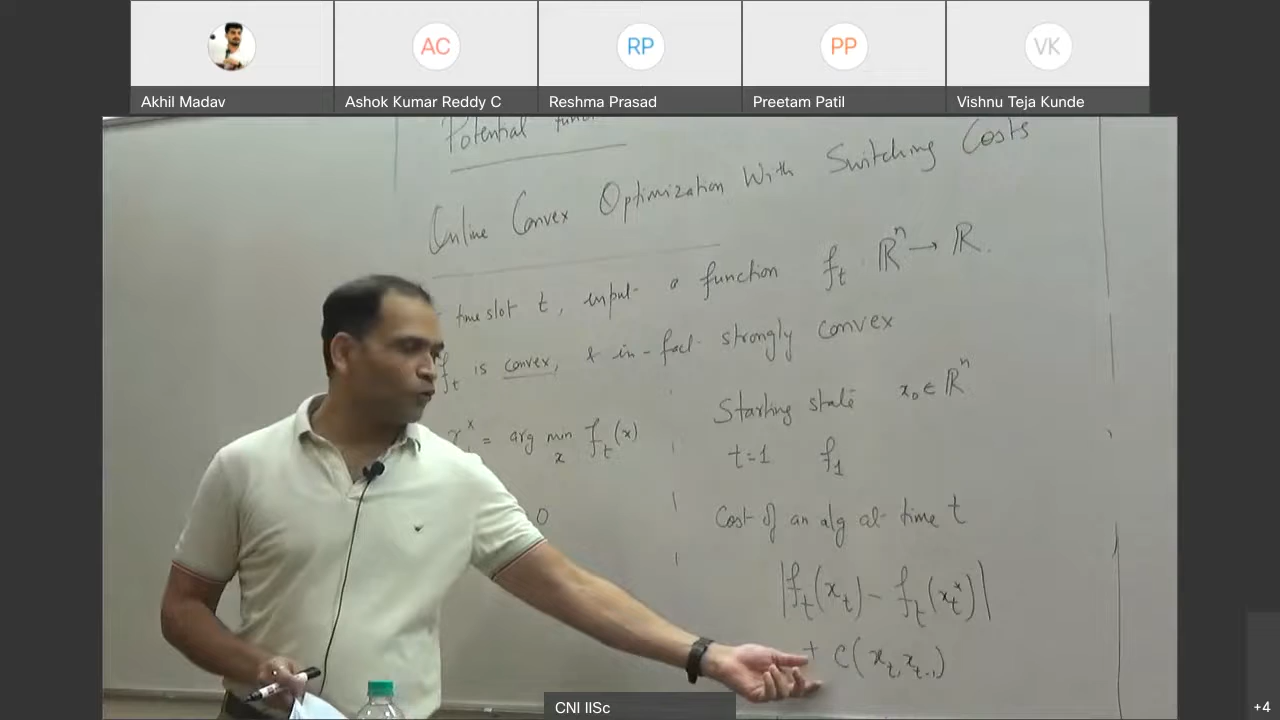 AC
RP
PP
VK
Akhil Madav
Ashok Kumar Reddy C
Reshma Prasad
Preetam Patil
Vishnu Teja Kunde
Potential
Online Convex Optimization With Switching Costs
time slot t, input a function f_t R^n → R.
f_t is convex, & in-fact strongly convex
= arg min_x f_t(x)
0
Starting state x_0 ∈ R^n
t=1 f_1
Cost of an alg at time t
|f_t(x_t) - f_t(x_t^*)|
+ c(x_t, x_{t-1})
CNI IISc
+4